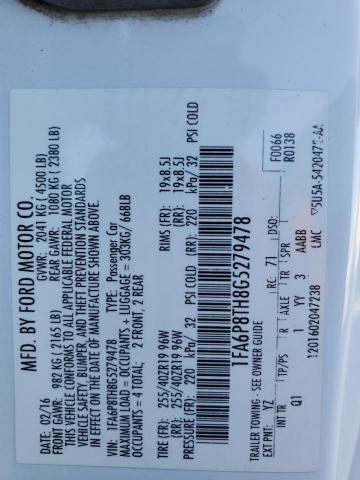 MFD. BY FORD MOTOR CO.
02/16 GVWR: 2041 KG ( 4500 LB)
FRONT GAWR: 982 KG ( 2165 LB) REAR GAWR: 1080 KG ( 2380 LB)
THIS VEHICLE CONFORMS TO ALL APPLICABLE FEDERAL MOTOR
VEHICLE SAFETY, BUMPER, AND THEFT PREVENTION STANDARDS
IN EFFECT ON THE DATE OF MANUFACTURE SHOWN ABOVE.
VIN: 1FA6P8TH8G5279478 TYPE: Passenger Car
MAXIMUM LOAD = OCCUPANTS + LUGGAGE = 303KG/ 668LB
OCCUPANTS = 4 TOTAL: 2 FRONT, 2 REAR
TIRE (FR): 255/40ZR19 96W RIMS (FR): 19x8.5J
TIRE (RR): 255/40ZR19 96W RIMS (RR): 19x8.5J
PRESSURE (FR): 220 kPa/ 32 PSI COLD (RR): 220 kPa/ 32 PSI COLD
1FA6P8TH8G5279478
TRAILER TOWING - SEE OWNER GUIDE F0066
EXT PNT: YZ RC: 71 DSO: R0138
INT TR TP/PS R AXLE TR SPR
Q1 1 YY 3 AABB
1201602047238 LMC